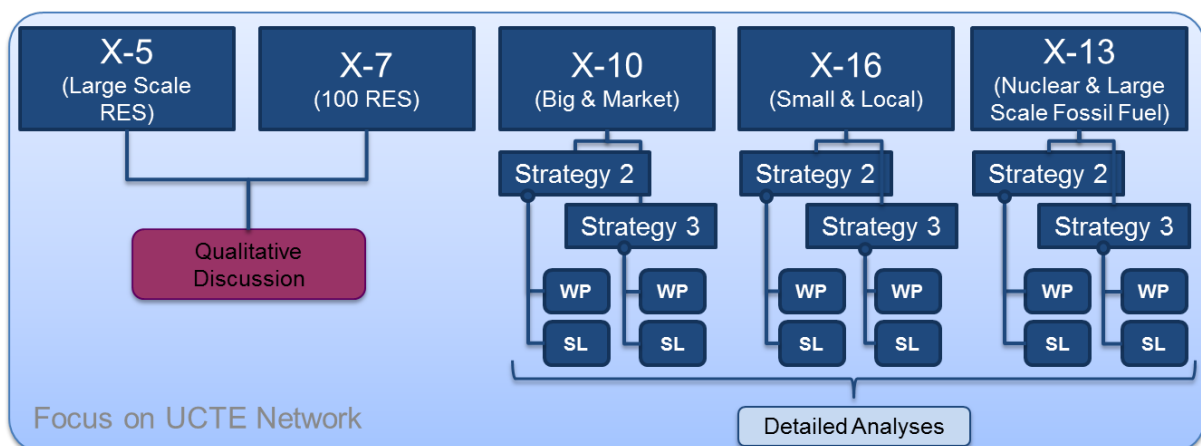 X-5
(Large Scale
RES)
X-7
(100 RES)
X-10
(Big & Market)
X-16
(Small & Local)
X-13
(Nuclear & Large
Scale Fossil Fuel)
Qualitative
Discussion
Strategy 2
Strategy 3
WP
WP
SL
SL
Strategy 2
Strategy 3
WP
WP
SL
SL
Strategy 2
Strategy 3
WP
WP
SL
SL
Focus on UCTE Network
Detailed Analyses